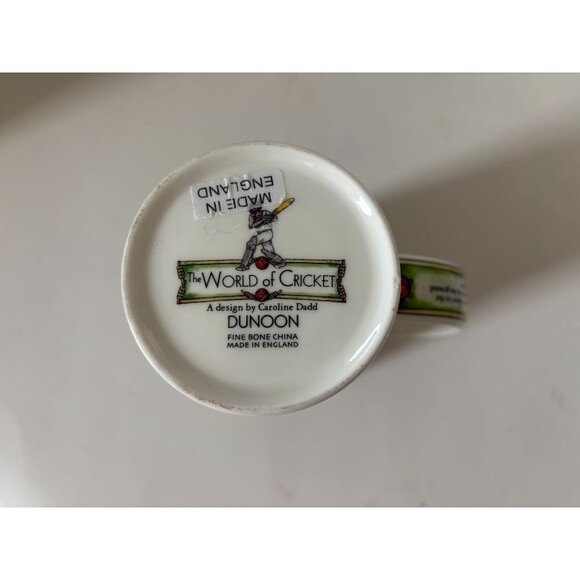 MADE IN
ENGLAND
The WORLD of CRICKET
A design by Caroline Dadd
DUNOON
FINE BONE CHINA
MADE IN ENGLAND